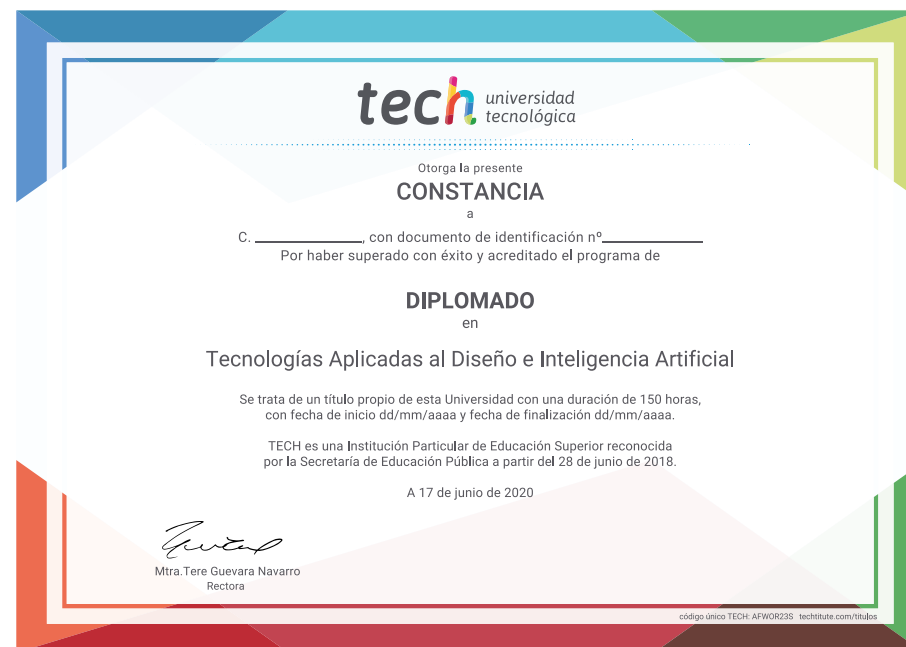 tech universidad
tecnológica
Otorga la presente
CONSTANCIA
a
C. ____________, con documento de identificación nº____________
Por haber superado con éxito y acreditado el programa de
DIPLOMADO
en
Tecnologías Aplicadas al Diseño e Inteligencia Artificial
Se trata de un título propio de esta Universidad con una duración de 150 horas,
con fecha de inicio dd/mm/aaaa y fecha de finalización dd/mm/aaaa.
TECH es una Institución Particular de Educación Superior reconocida
por la Secretaría de Educación Pública a partir del 28 de junio de 2018.
A 17 de junio de 2020
Mtra.Tere Guevara Navarro
Rectora
código único TECH: AFWOR23S techtitute.com/titulos